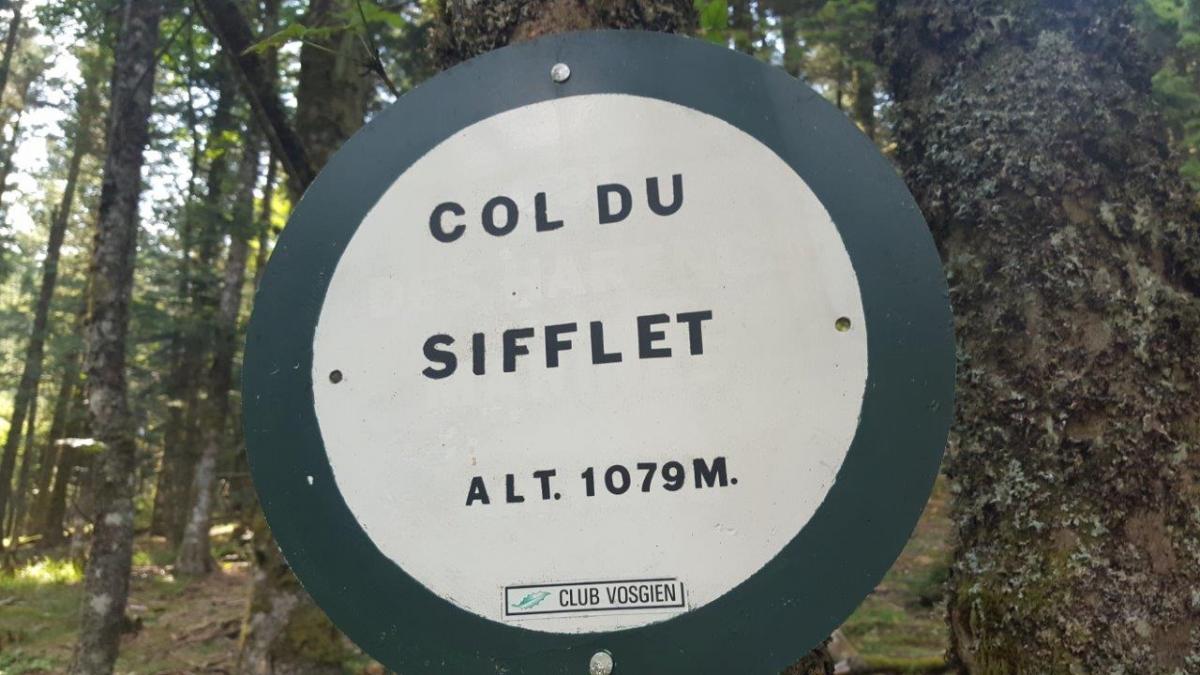 COL DU
SIFFLET
ALT. 1079M.
CLUB VOSGIEN